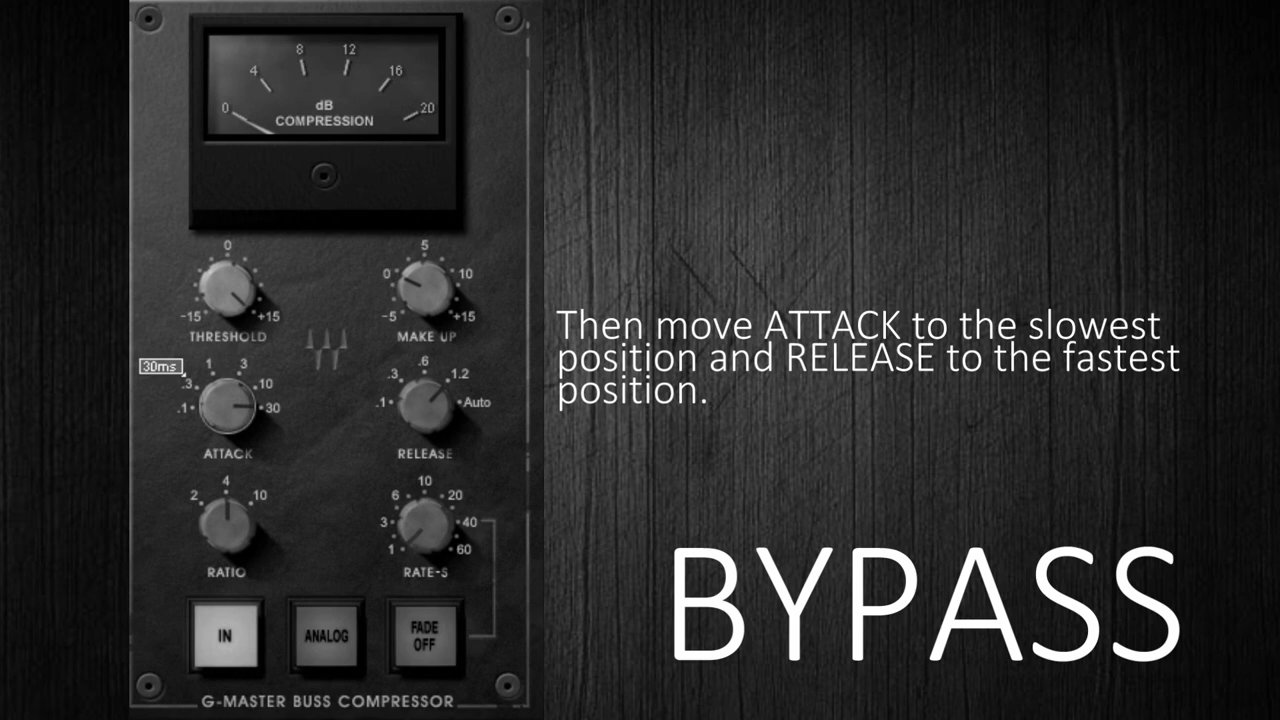 8 12
4 16
0 20
dB
COMPRESSION
0 5
0 10
-15 +15 -5 +15
THRESHOLD MAKE UP
30ms
1 3 .6
.3 10 .3 1.2
.1 30 .1 Auto
ATTACK RELEASE
4 10
2 10 6 20
3 40
1 60
RATIO RATE-S
IN ANALOG FADE
OFF
G-MASTER BUSS COMPRESSOR
Then move ATTACK to the slowest
position and RELEASE to the fastest
position.
BYPASS